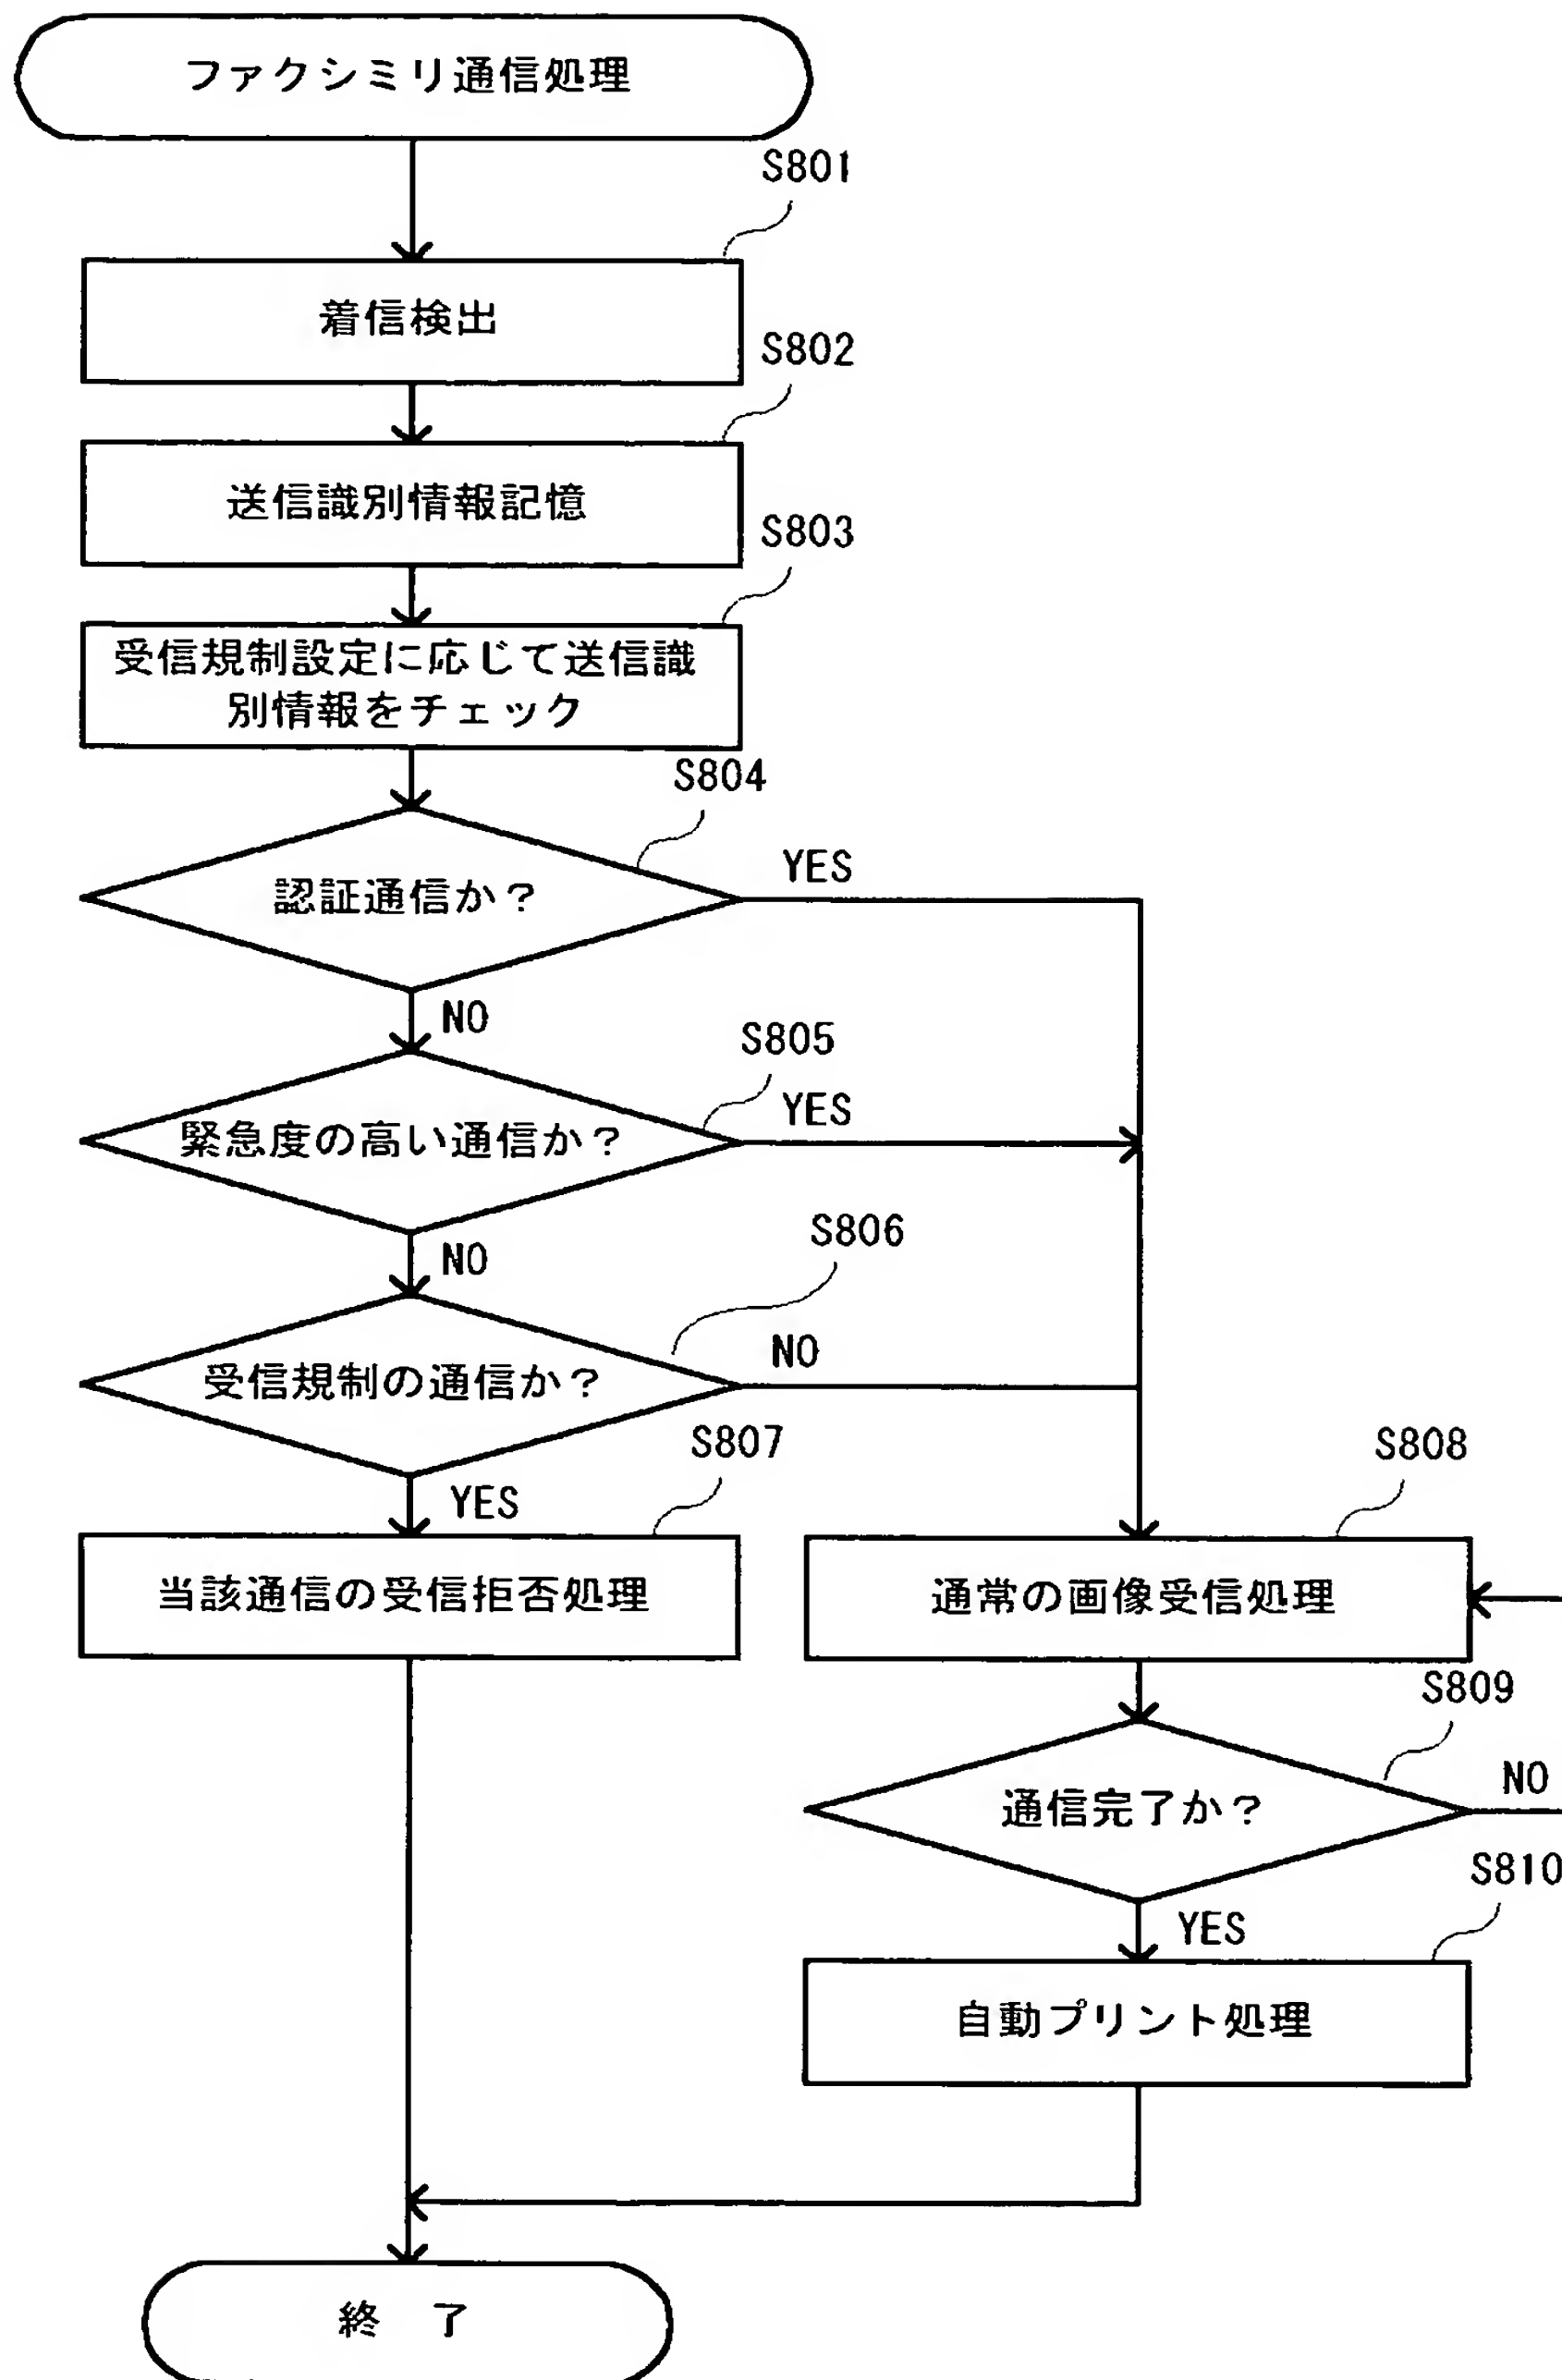 ファクシミリ通信処理
S801
着信検出
S802
送信識別情報記憶
S803
受信規制設定に応じて送信識
別情報をチェック
S804
認証通信か？
YES
NO
S805
緊急度の高い通信か？
YES
NO
S806
受信規制の通信か？
NO
YES
S807
当該通信の受信拒否処理
S808
通常の画像受信処理
S809
通信完了か？
NO
YES
S810
自動プリント処理
終　了